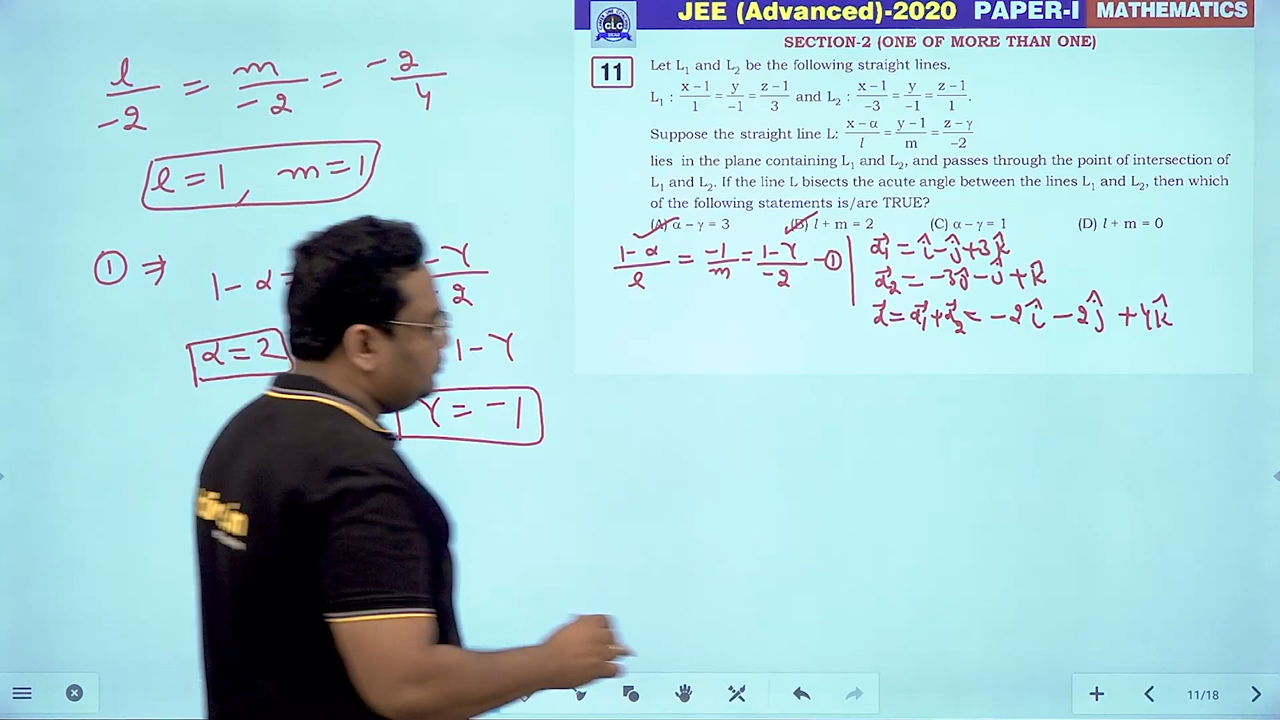 JEE (Advanced)-2020 PAPER-I MATHEMATICS
CLC
SECTION-2 (ONE OF MORE THAN ONE)
11 Let L₁ and L₂ be the following straight lines.
L₁ : (x−1)/1 = y/−1 = (z−1)/3 and L₂ : (x−1)/−3 = y/−1 = (z−1)/1.
Suppose the straight line L: (x−α)/l = (y−1)/m = (z−γ)/−2
lies in the plane containing L₁ and L₂, and passes through the point of intersection of
L₁ and L₂. If the line L bisects the acute angle between the lines L₁ and L₂, then which
of the following statements is/are TRUE?
(A) α − γ = 3 (B) l + m = 2 (C) α − γ = 1 (D) l + m = 0
(1−α)/l = −1/m = (1−γ)/−2 −①
d⃗₁ = î−ĵ+3k̂
d⃗₂ = −3ĵ−ĵ+k̂
d⃗ = d⃗₁+d⃗₂ = −2î −2ĵ +4k̂
l/−2 = m/−2 = −2/4
l=1, m=1
① ⇒ 1−α= −γ/2
α=2 1−γ
γ= −1
11/18